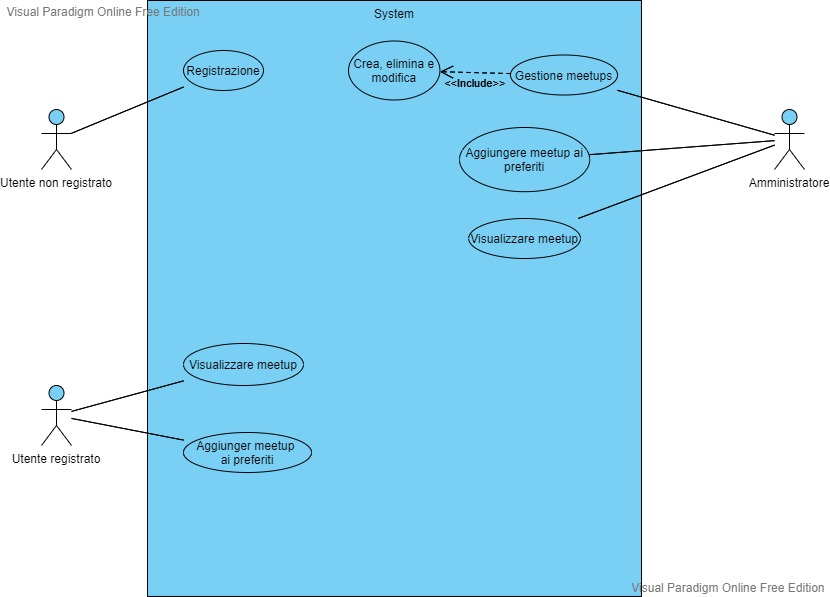 Visual Paradigm Online Free Edition
System
Registrazione
Crea, elimina e
modifica
<<Include>>
Gestione meetups
Utente non registrato
Aggiungere meetup ai
preferiti
Amministratore
Visualizzare meetup
Visualizzare meetup
Utente registrato
Aggiunger meetup
ai preferiti
Visual Paradigm Online Free Edition